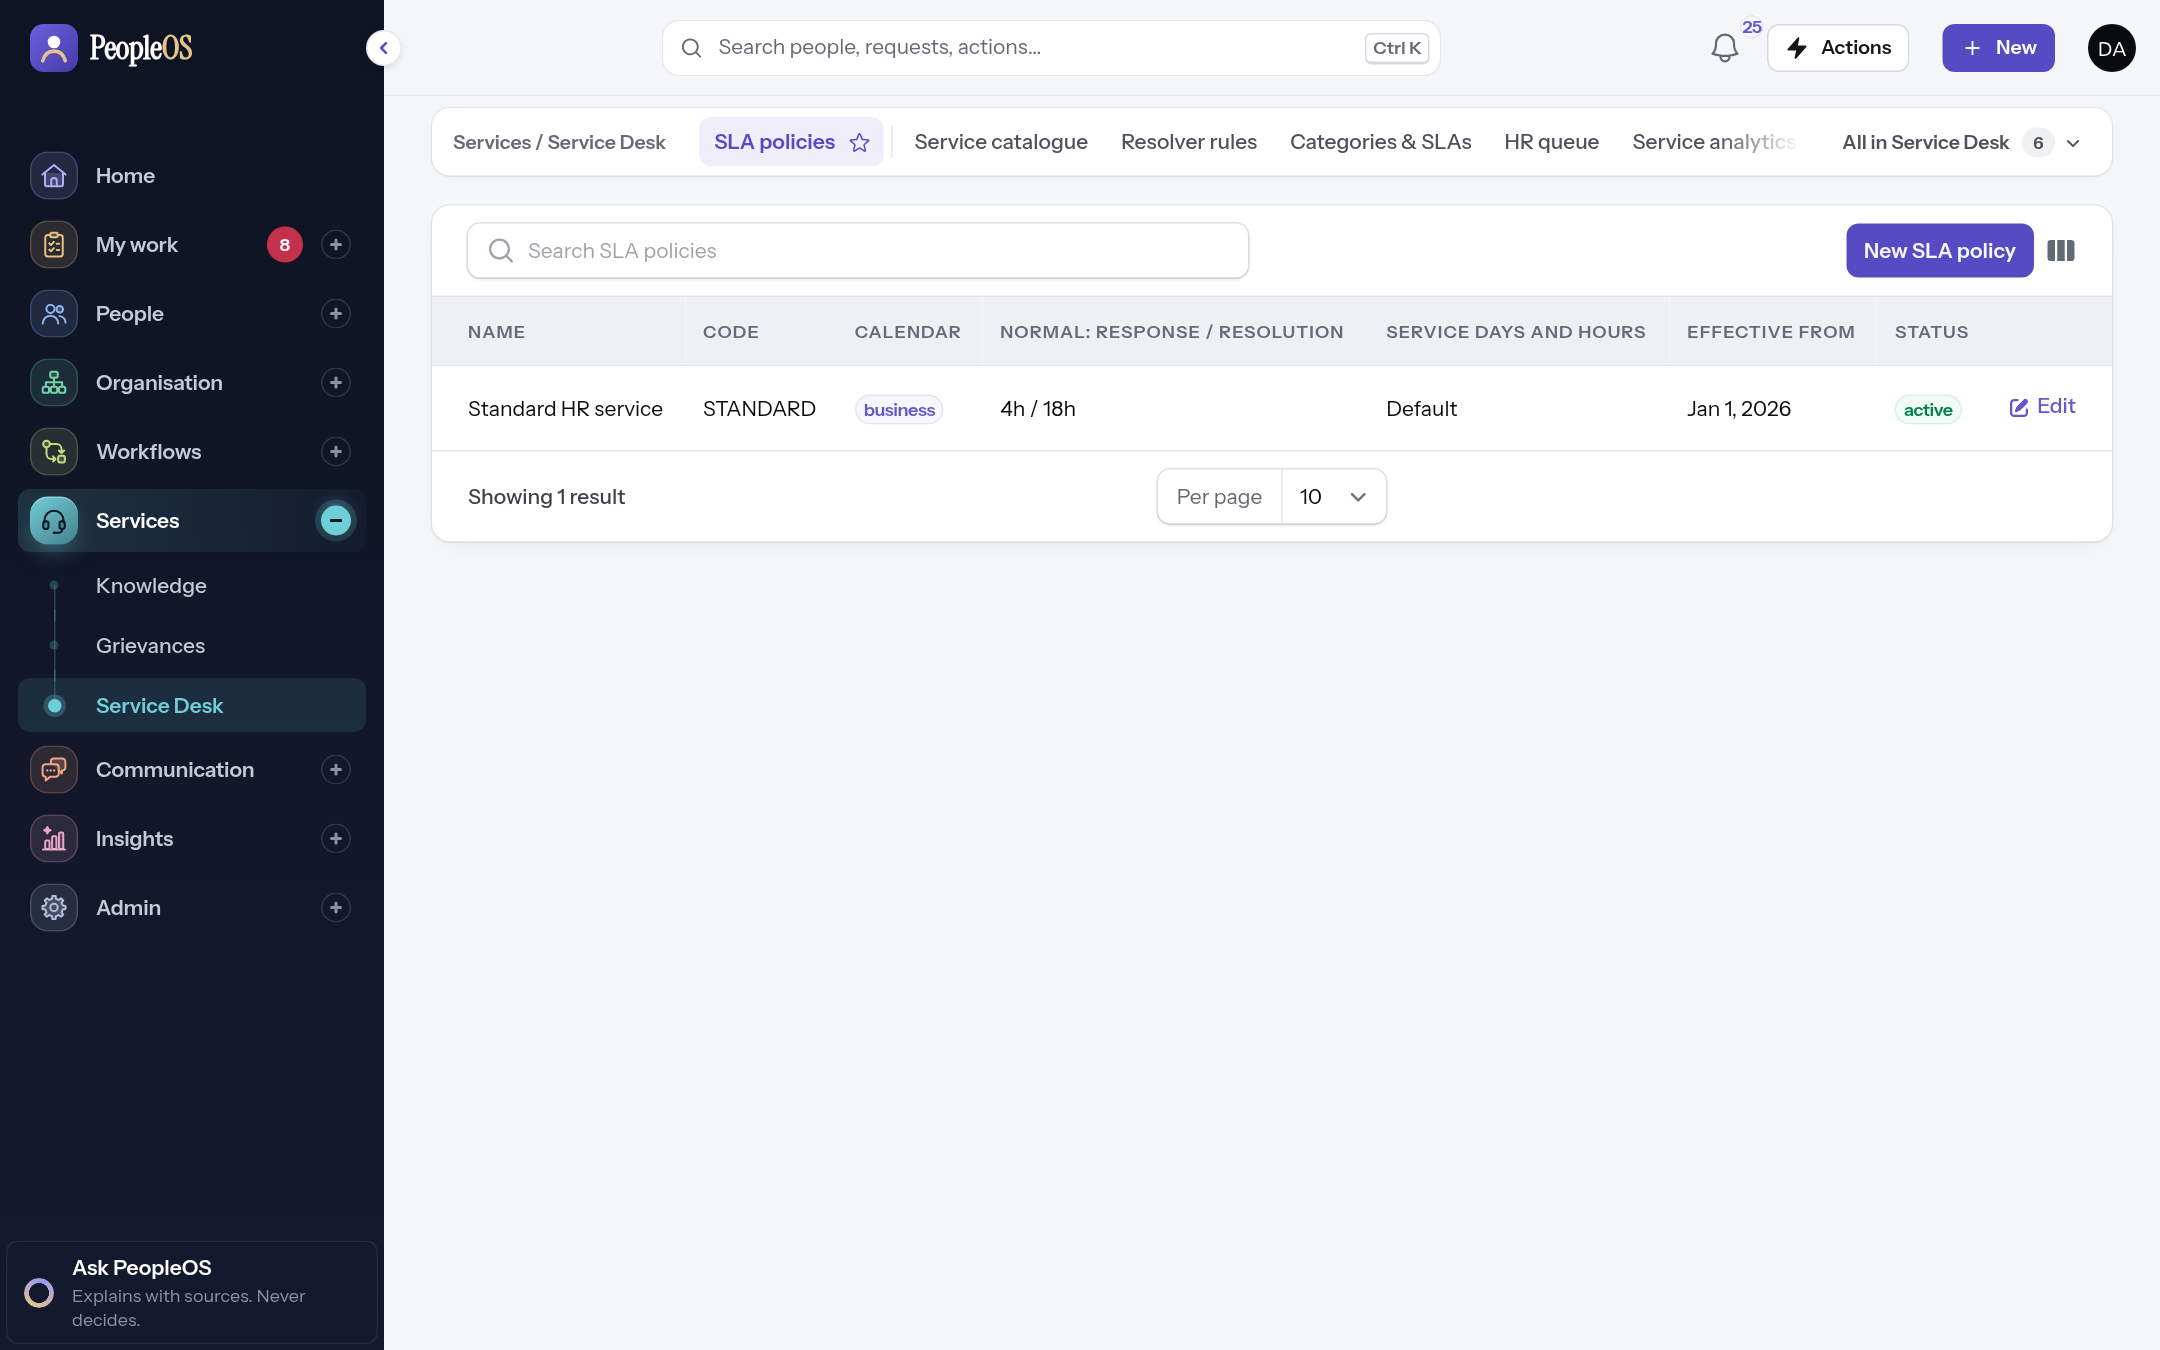 PeopleOS
Search people, requests, actions...
Ctrl K
25
Actions
New
DA
Home
My work
8
People
Organisation
Workflows
Services
Knowledge
Grievances
Service Desk
Communication
Insights
Admin
Ask PeopleOS
Explains with sources. Never
decides.
Services / Service Desk
SLA policies
Service catalogue
Resolver rules
Categories & SLAs
HR queue
Service analytics
All in Service Desk
6
Search SLA policies
New SLA policy
NAME
CODE
CALENDAR
NORMAL: RESPONSE / RESOLUTION
SERVICE DAYS AND HOURS
EFFECTIVE FROM
STATUS
Standard HR service
STANDARD
business
4h / 18h
Default
Jan 1, 2026
active
Edit
Showing 1 result
Per page
10